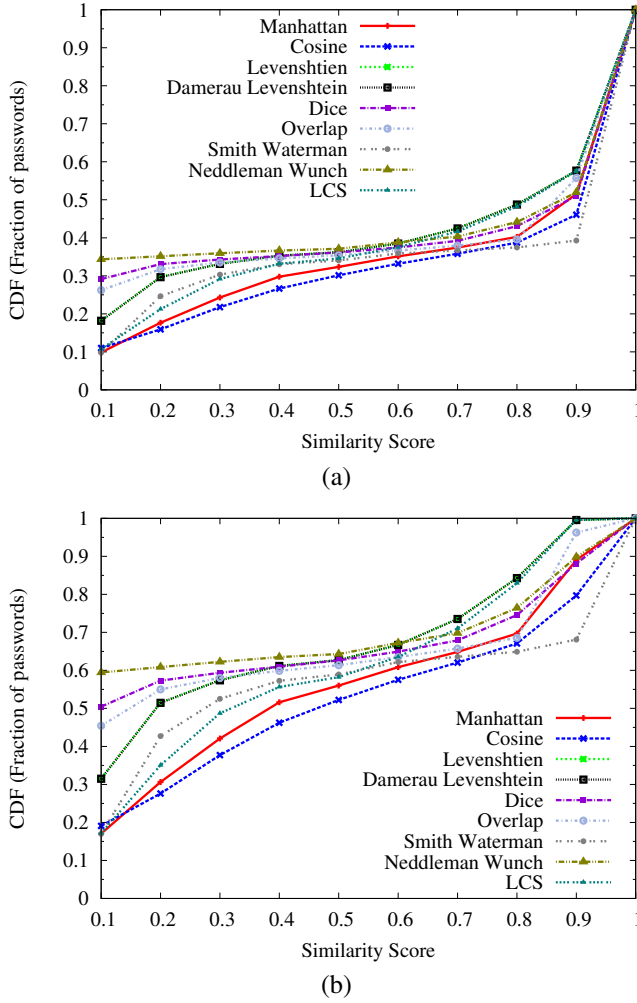 1
0.9
0.8
0.7
0.6
0.5
0.4
0.3
0.2
0.1
0
CDF (Fraction of passwords)
Manhattan
Cosine
Levenshtien
Damerau Levenshtein
Dice
Overlap
Smith Waterman
Neddleman Wunch
LCS
0.1 0.2 0.3 0.4 0.5 0.6 0.7 0.8 0.9 1
Similarity Score
(a)
1
0.9
0.8
0.7
0.6
0.5
0.4
0.3
0.2
0.1
0
CDF (Fraction of passwords)
Manhattan
Cosine
Levenshtien
Damerau Levenshtein
Dice
Overlap
Smith Waterman
Neddleman Wunch
LCS
0.1 0.2 0.3 0.4 0.5 0.6 0.7 0.8 0.9 1
Similarity Score
(b)